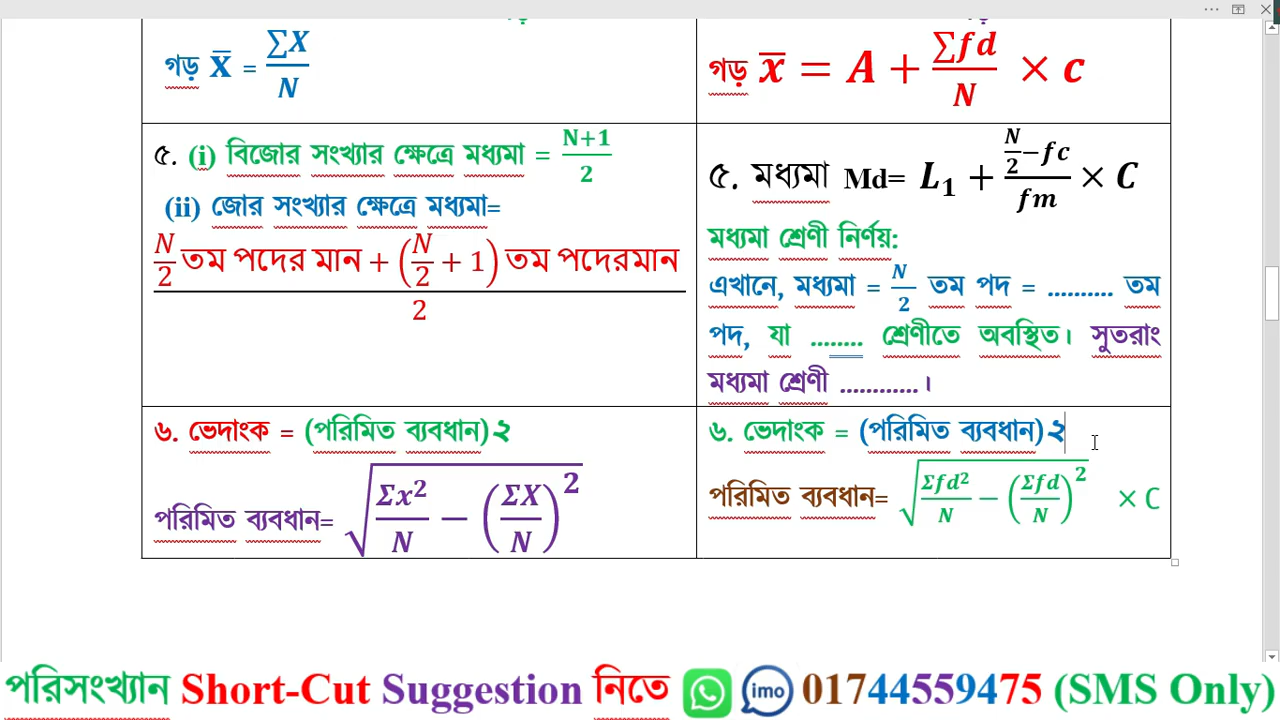 গড় x̄ = ∑X/N
গড় x̄ = A + ∑fd/N × c
৫. (i) বিজোর সংখ্যার ক্ষেত্রে মধ্যমা = N+1/2
(ii) জোর সংখ্যার ক্ষেত্রে মধ্যমা=
N/2 তম পদের মান + (N/2 + 1) তম পদেরমান
2
৫. মধ্যমা Md= L₁ + (N/2 − fc)/fm × C
মধ্যমা শ্রেণী নির্ণয়:
এখানে, মধ্যমা = N/2 তম পদ = .......... তম
পদ, যা ........ শ্রেণীতে অবস্থিত। সুতরাং
মধ্যমা শ্রেণী ............।
৬. ভেদাংক = (পরিমিত ব্যবধান)২
পরিমিত ব্যবধান= √(Σx²/N − (ΣX/N)²)
৬. ভেদাংক = (পরিমিত ব্যবধান)২
পরিমিত ব্যবধান= √(Σfd²/N − (Σfd/N)²) × C
পরিসংখ্যান Short-Cut Suggestion নিতে imo 01744559475 (SMS Only)